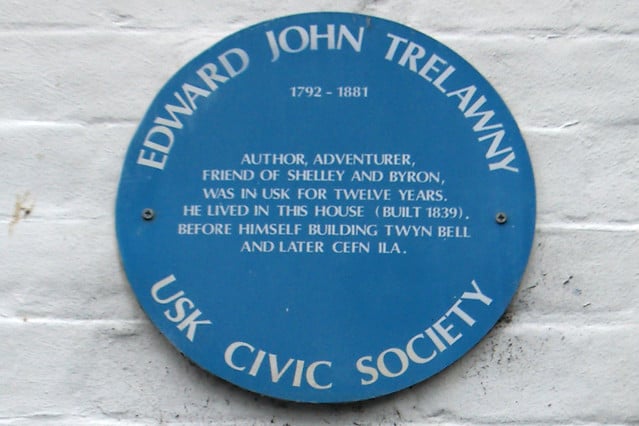 EDWARD JOHN TRELAWNY
1792 - 1881
AUTHOR, ADVENTURER,
FRIEND OF SHELLEY AND BYRON,
WAS IN USK FOR TWELVE YEARS.
HE LIVED IN THIS HOUSE (BUILT 1839),
BEFORE HIMSELF BUILDING TWYN BELL
AND LATER CEFN ILA.
USK CIVIC SOCIETY